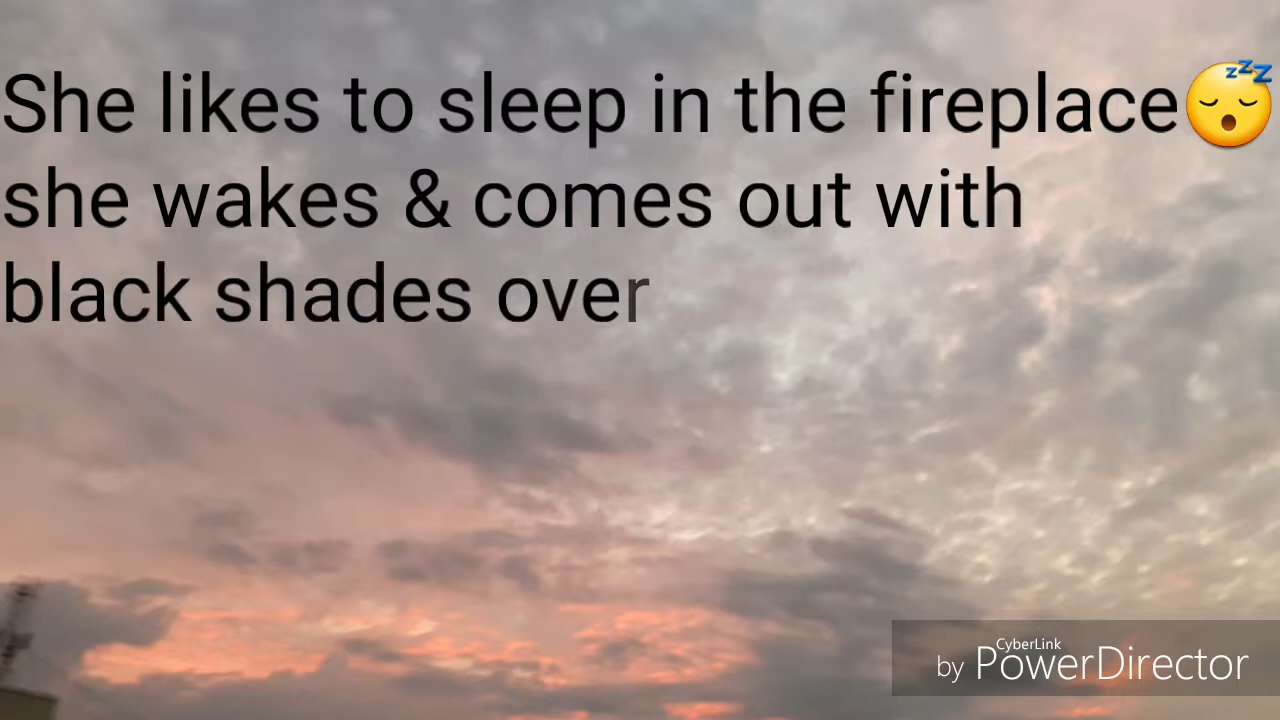 She likes to sleep in the fireplace😴
she wakes & comes out with
black shades over
CyberLink
by PowerDirector